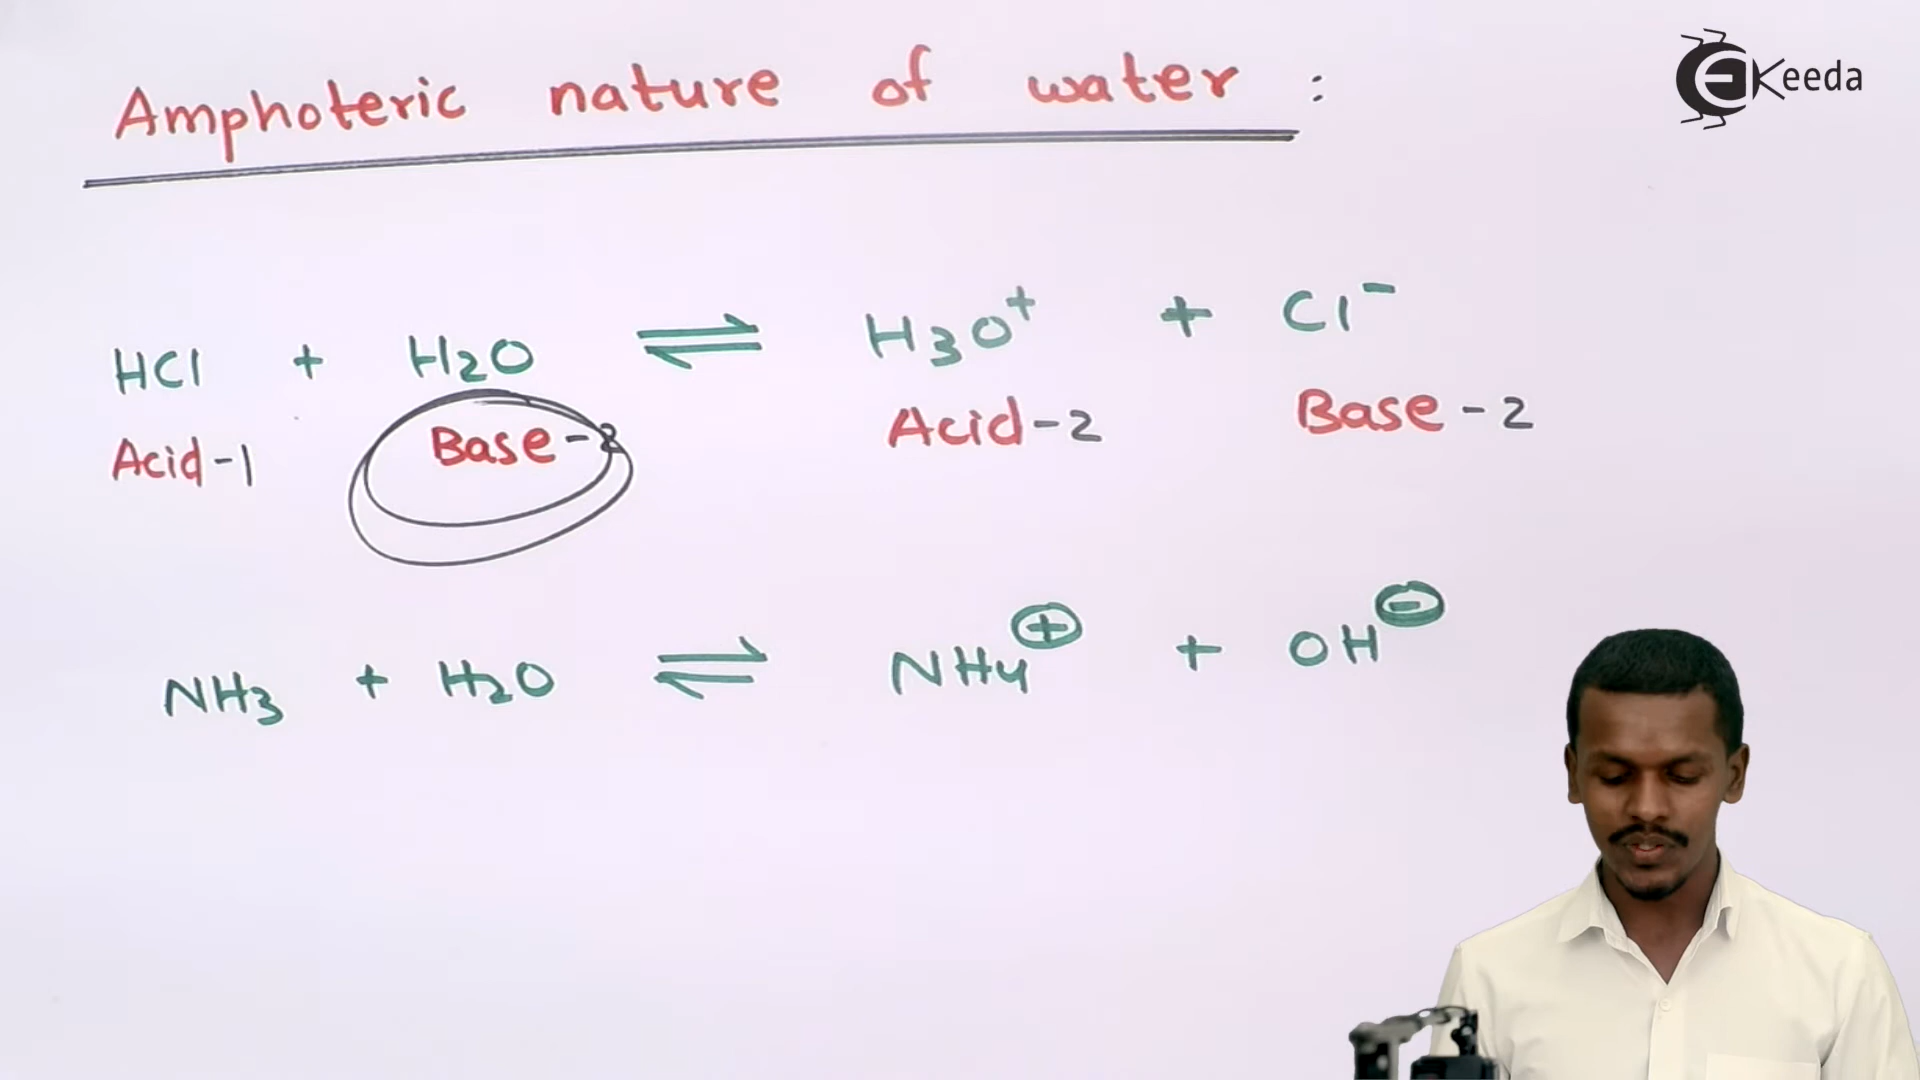 Amphoteric nature of water :
Keeda
HCl + H2O ⇌ H3O+ + Cl-
Acid-1 Base-2 Acid-2 Base-2
NH3 + H2O ⇌ NH4⊕ + OH⊖